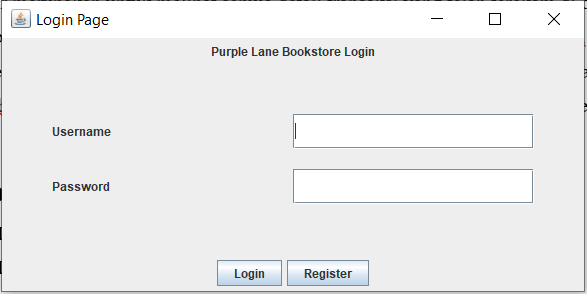 Login Page
Purple Lane Bookstore Login
Username
Password
Login Register